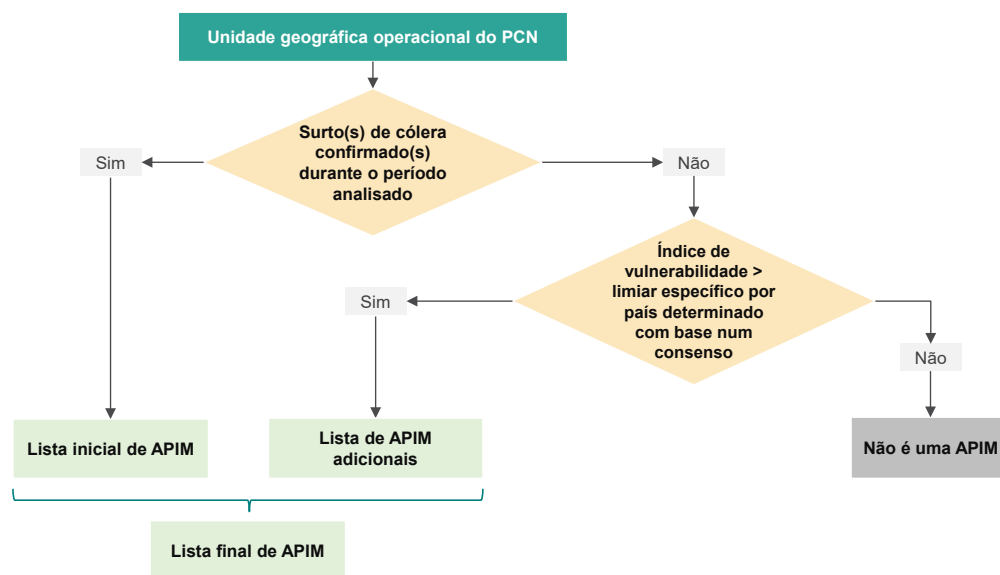 Unidade geográfica operacional do PCN
Surto(s) de cólera
confirmado(s)
durante o período
analisado
Sim
Não
Índice de
vulnerabilidade >
limiar específico por
país determinado
com base num
consenso
Sim
Não
Lista inicial de APIM
Lista de APIM
adicionais
Não é uma APIM
Lista final de APIM